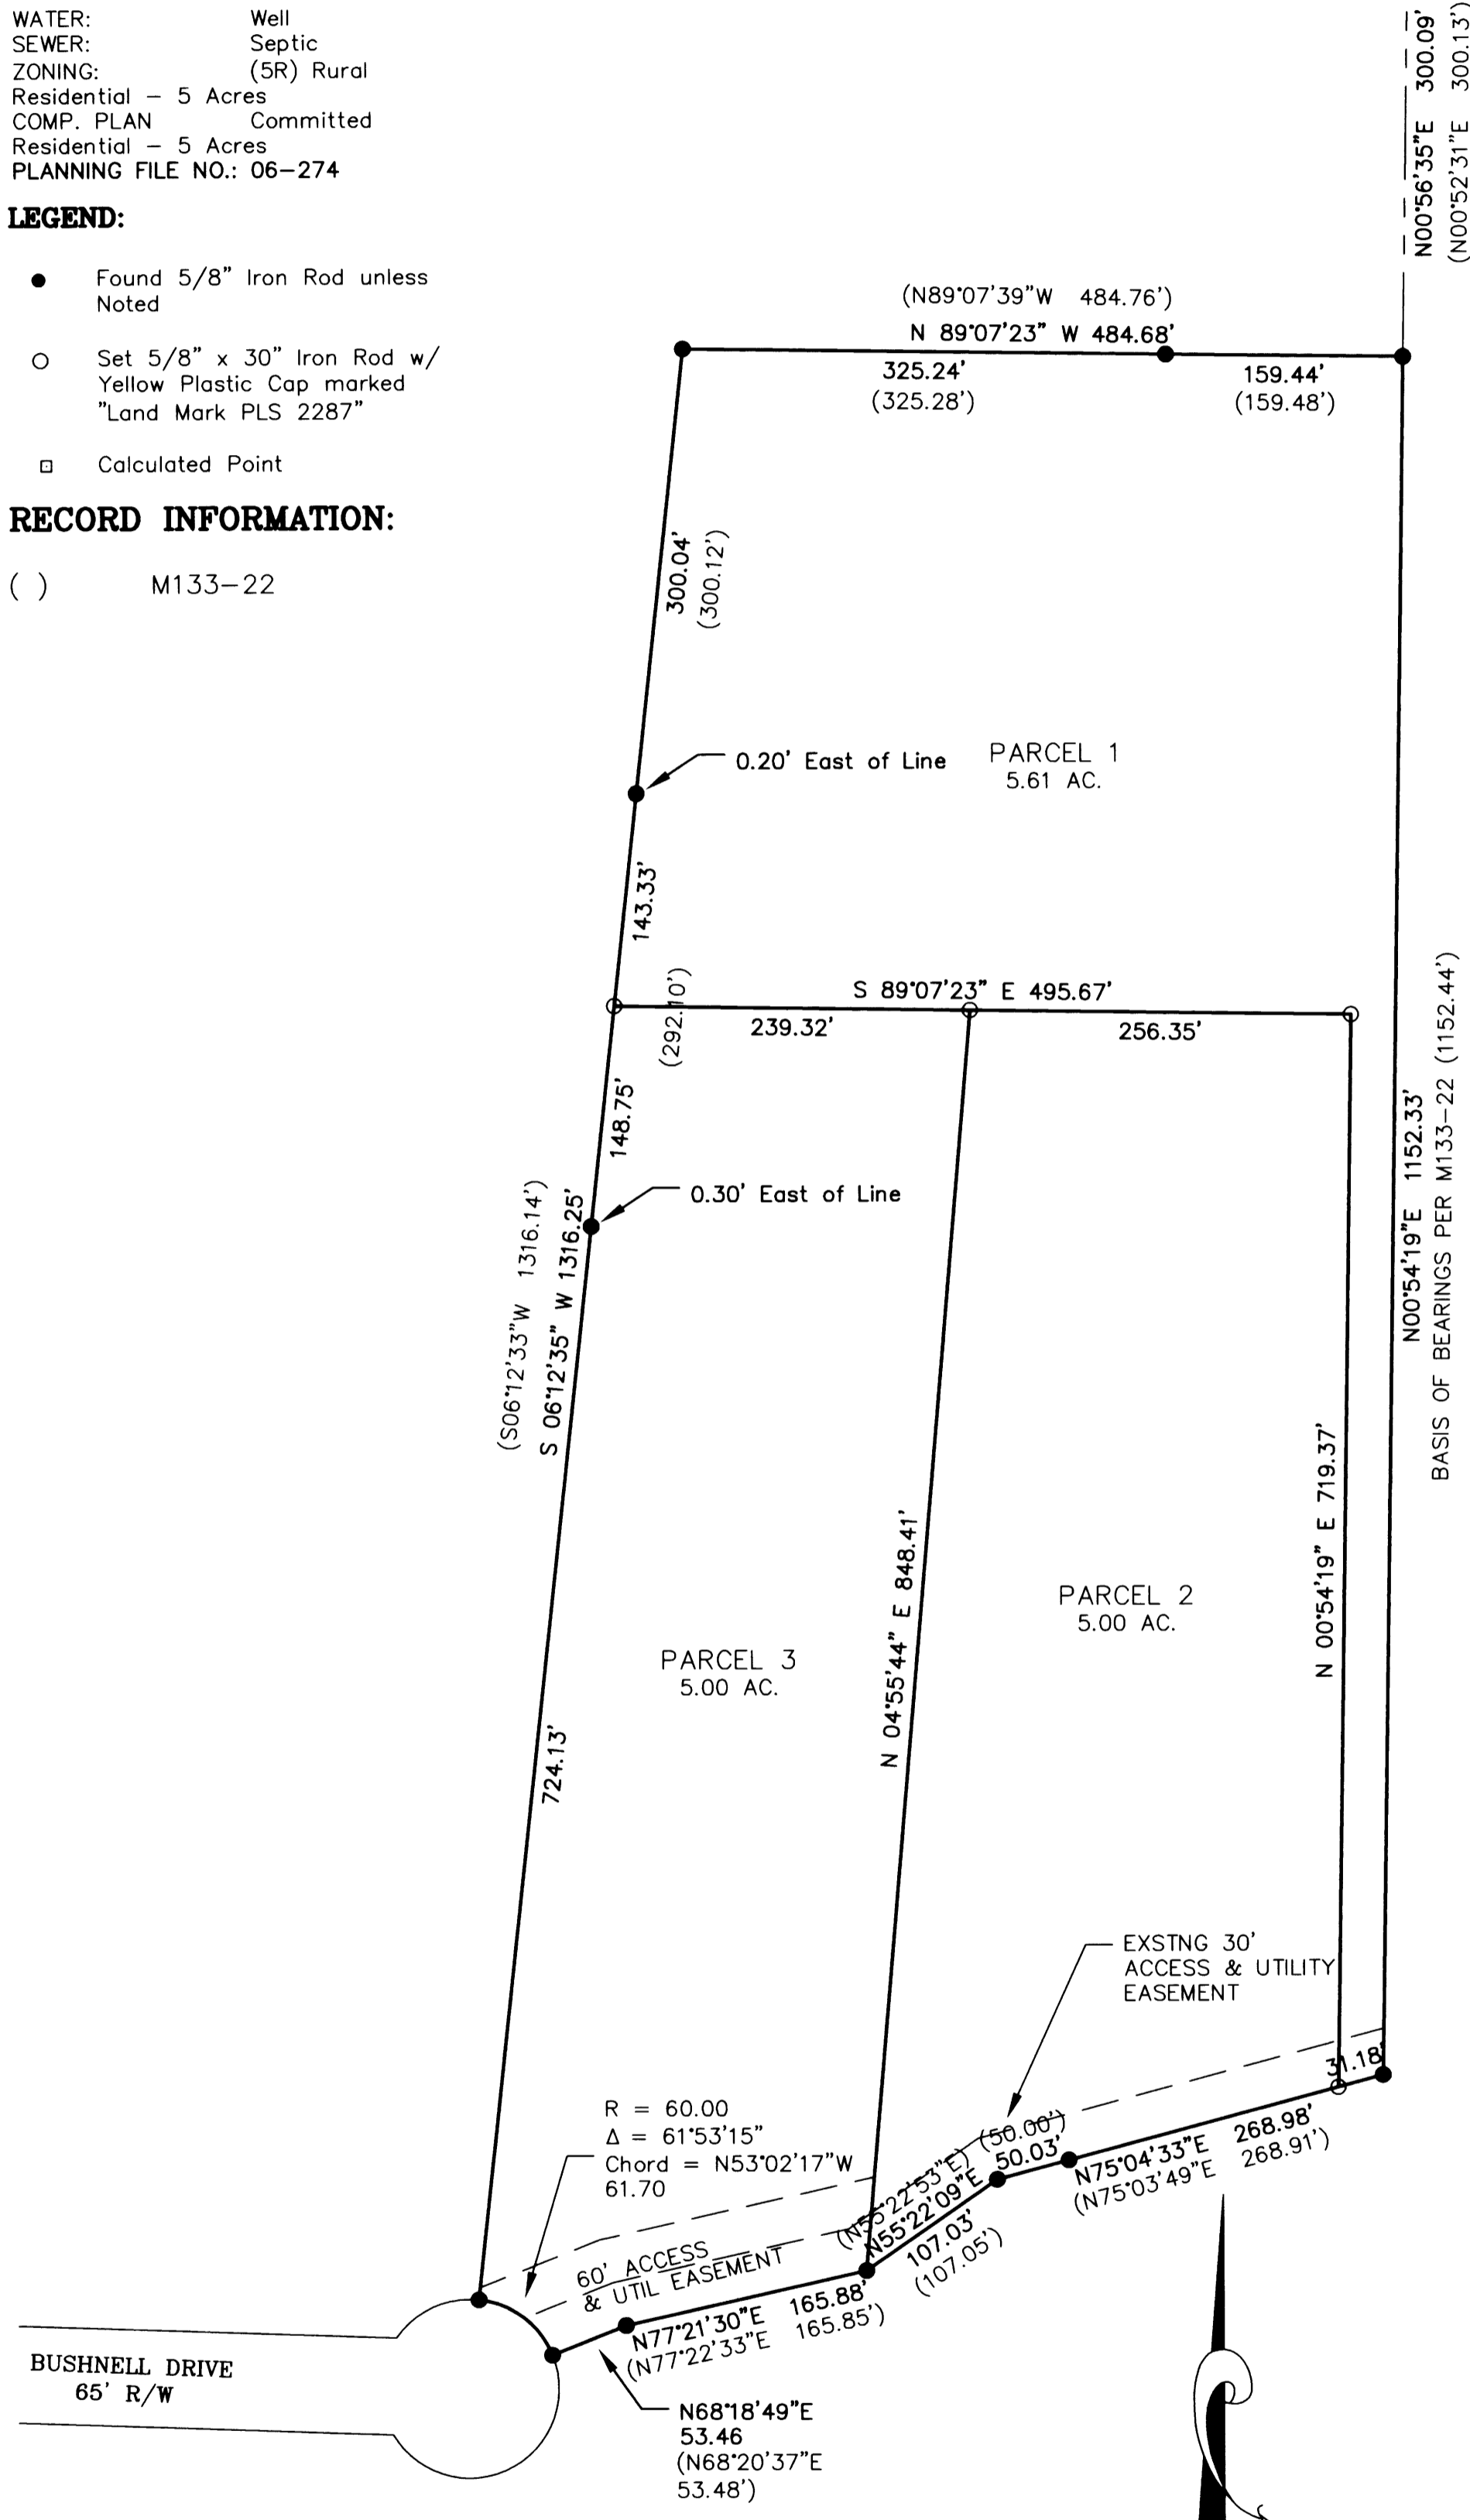 WATER: Well
SEWER: Septic
ZONING: (5R) Rural
Residential – 5 Acres
COMP. PLAN Committed
Residential – 5 Acres
PLANNING FILE NO.: 06–274
LEGEND:
Found 5/8" Iron Rod unless
Noted
Set 5/8" x 30" Iron Rod w/
Yellow Plastic Cap marked
"Land Mark PLS 2287"
Calculated Point
RECORD INFORMATION:
( ) M133–22
N00°56'35"E 300.09'
(N00°52'31"E 300.13')
(N89°07'39"W 484.76')
N 89°07'23" W 484.68'
325.24'
(325.28')
159.44'
(159.48')
300.04'
(300.12')
0.20' East of Line
PARCEL 1
5.61 AC.
143.33'
(292.10')
S 89°07'23" E 495.67'
239.32'
256.35'
148.75'
0.30' East of Line
(S06°12'33"W 1316.14')
S 06°12'35" W 1316.25'
N00°54'19"E 1152.33'
BASIS OF BEARINGS PER M133–22 (1152.44')
N 00°54'19" E 719.37'
N 04°55'44" E 848.41'
PARCEL 2
5.00 AC.
PARCEL 3
5.00 AC.
724.13'
EXSTNG 30'
ACCESS & UTILITY
EASEMENT
31.18'
R = 60.00
Δ = 61°53'15"
Chord = N53°02'17"W
61.70
(N55°22'53"E) (50.00')
N55°22'09"E 50.03'
107.03'
(107.05')
N75°04'33"E 268.98'
(N75°03'49"E 268.91')
60' ACCESS
& UTIL EASEMENT
N77°21'30"E 165.88'
(N77°22'33"E 165.85')
BUSHNELL DRIVE
65' R/W
N68°18'49"E
53.46
(N68°20'37"E
53.48')